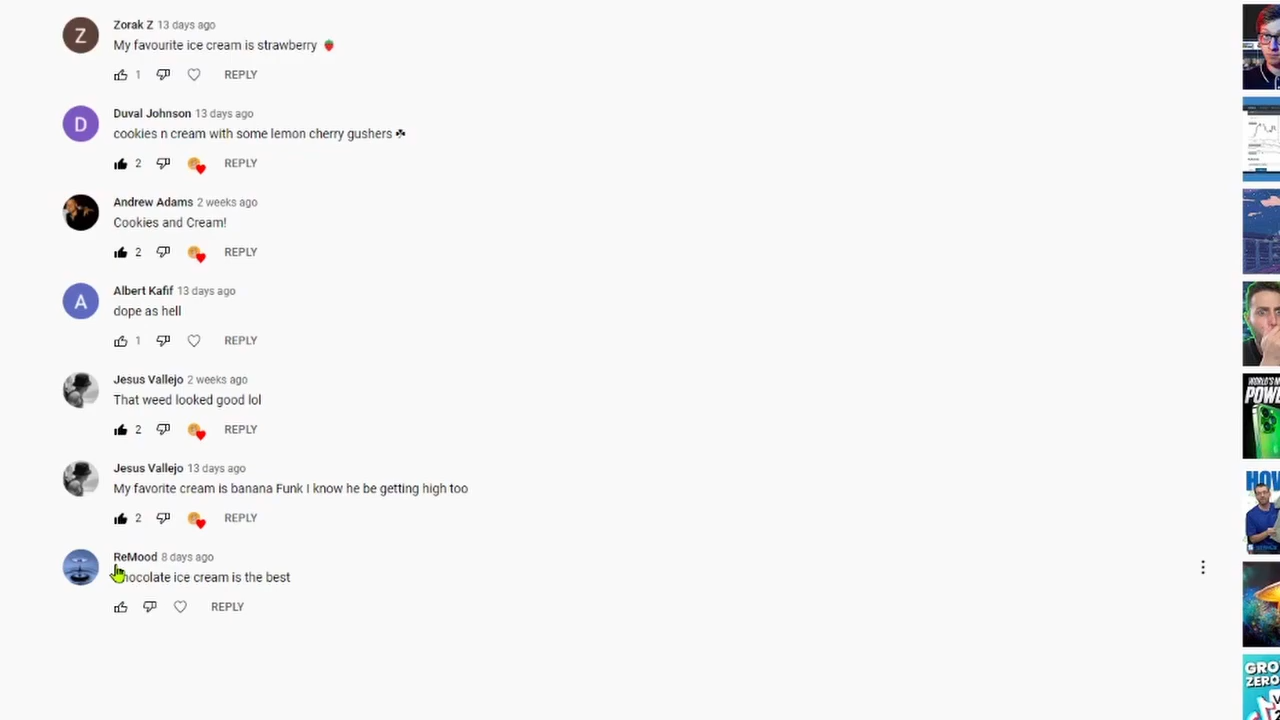 Z
Zorak Z 13 days ago
My favourite ice cream is strawberry 🍓
1 REPLY
D
Duval Johnson 13 days ago
cookies n cream with some lemon cherry gushers ☘
2 REPLY
Andrew Adams 2 weeks ago
Cookies and Cream!
2 REPLY
A
Albert Kafif 13 days ago
dope as hell
1 REPLY
Jesus Vallejo 2 weeks ago
That weed looked good lol
2 REPLY
Jesus Vallejo 13 days ago
My favorite cream is banana Funk I know he be getting high too
2 REPLY
ReMood 8 days ago
Chocolate ice cream is the best
REPLY